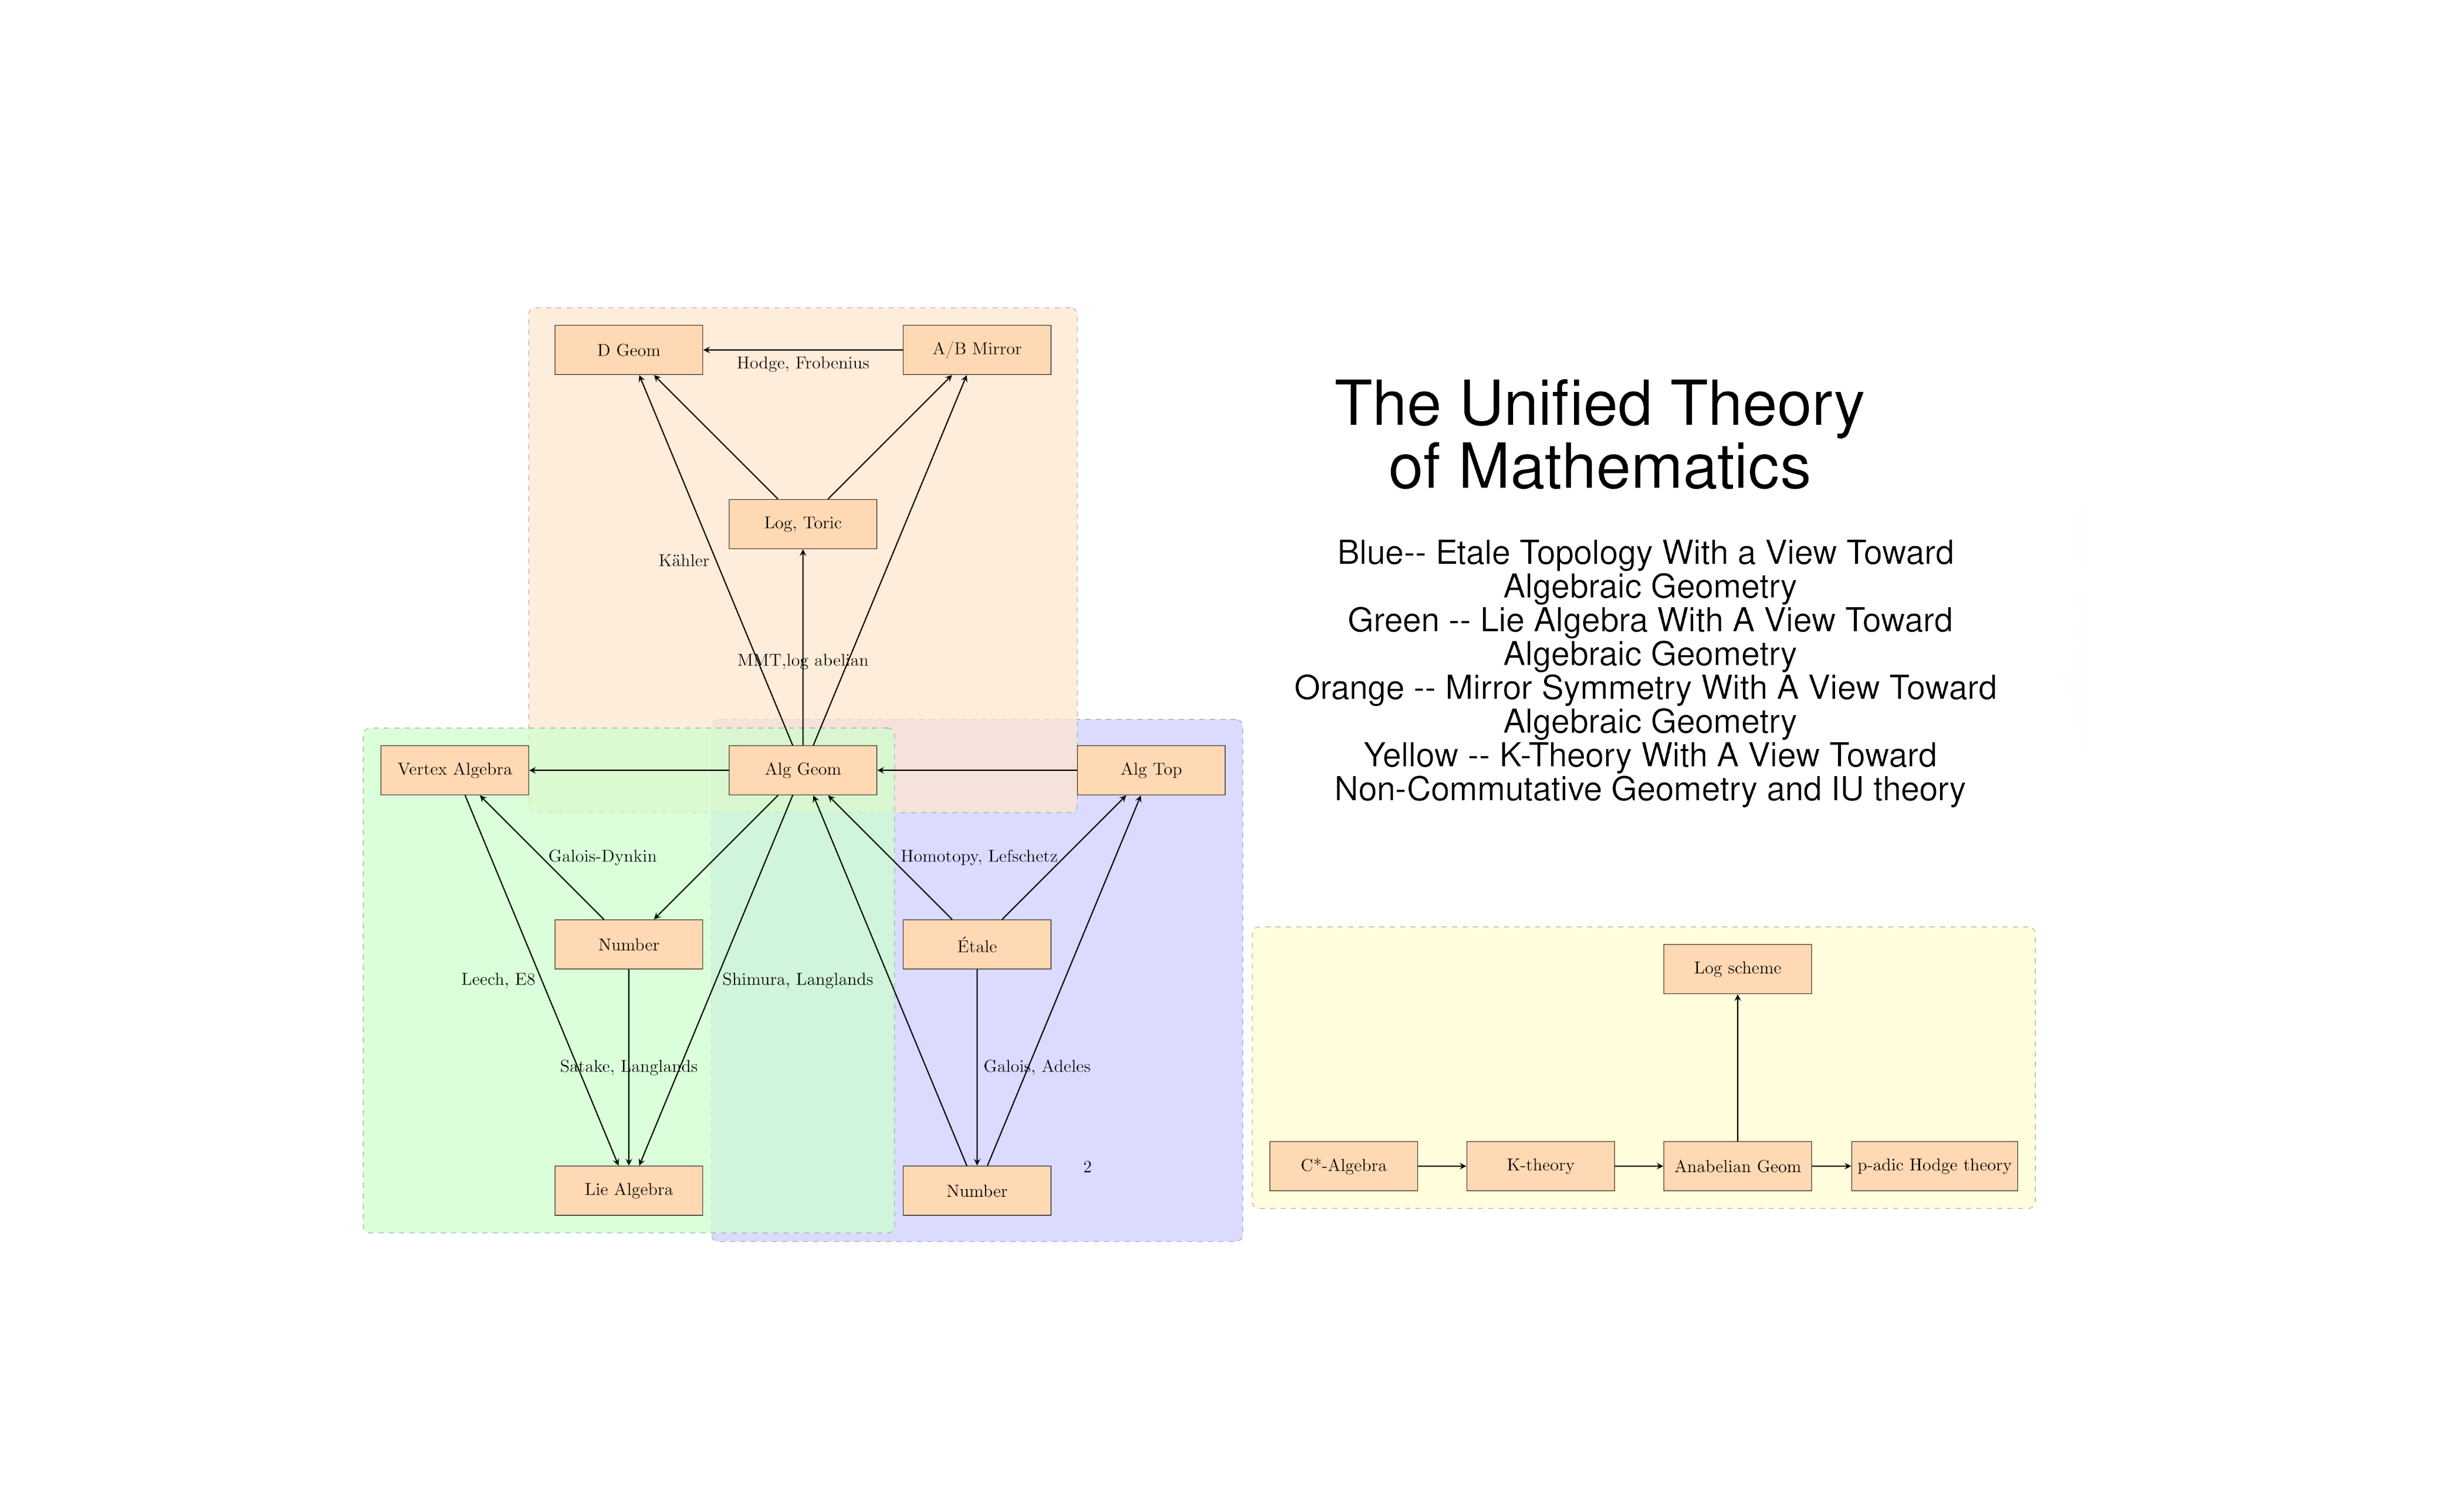 D Geom
A/B Mirror
Hodge, Frobenius
Log, Toric
Kähler
MMT,log abelian
Vertex Algebra
Alg Geom
Alg Top
Galois-Dynkin
Homotopy, Lefschetz
Number
Étale
Leech, E8
Shimura, Langlands
Satake, Langlands
Galois, Adeles
2
Lie Algebra
Number
The Unified Theory
of Mathematics
Blue-- Etale Topology With a View Toward
Algebraic Geometry
Green -- Lie Algebra With A View Toward
Algebraic Geometry
Orange -- Mirror Symmetry With A View Toward
Algebraic Geometry
Yellow -- K-Theory With A View Toward
Non-Commutative Geometry and IU theory
Log scheme
C*-Algebra
K-theory
Anabelian Geom
p-adic Hodge theory